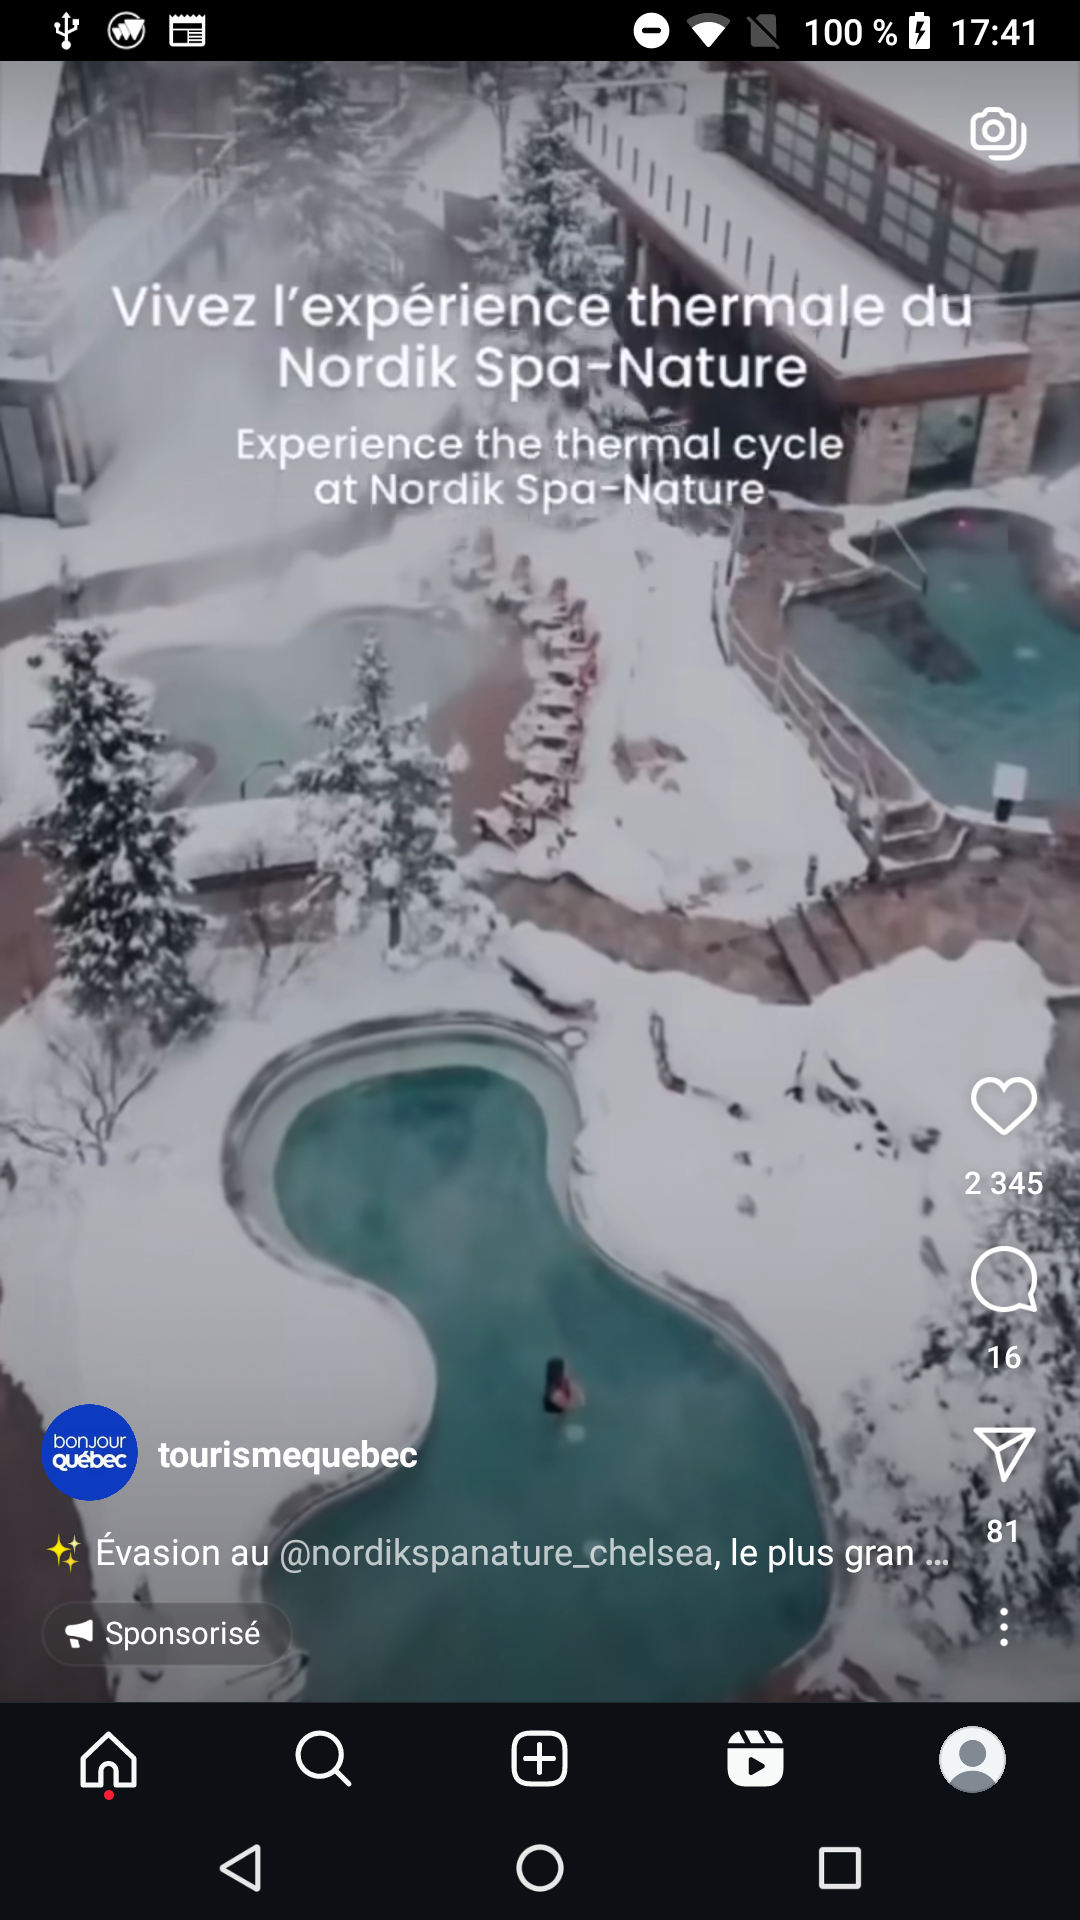 100 % 17:41
Vivez l’expérience thermale du
Nordik Spa-Nature
Experience the thermal cycle
at Nordik Spa-Nature
2 345
16
bonjour
québec
tourismequebec
81
✨ Évasion au @nordikspanature_chelsea, le plus gran ...
Sponsorisé